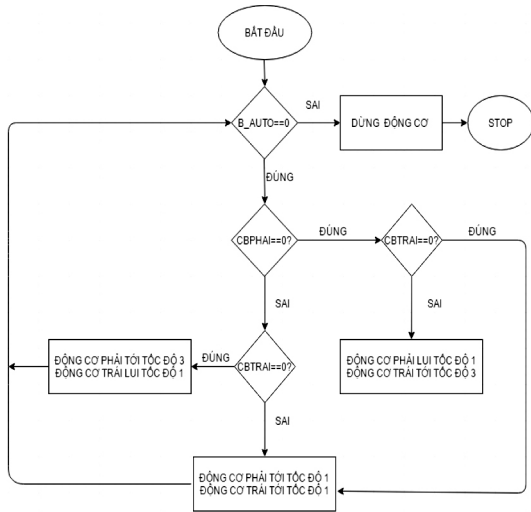 BẮT ĐẦU
B_AUTO==0
SAI
DỪNG ĐỘNG CƠ
STOP
ĐÚNG
CBPHAI==0?
ĐÚNG
CBTRAI==0?
ĐÚNG
SAI
SAI
ĐỘNG CƠ PHẢI TỚI TỐC ĐỘ 3
ĐỘNG CƠ TRÁI LUI TỐC ĐỘ 1
ĐÚNG
CBTRAI==0?
ĐỘNG CƠ PHẢI LUI TỐC ĐỘ 1
ĐỘNG CƠ TRÁI TỚI TỐC ĐỘ 3
SAI
ĐỘNG CƠ PHẢI TỚI TỐC ĐỘ 1
ĐỘNG CƠ TRÁI TỚI TỐC ĐỘ 1